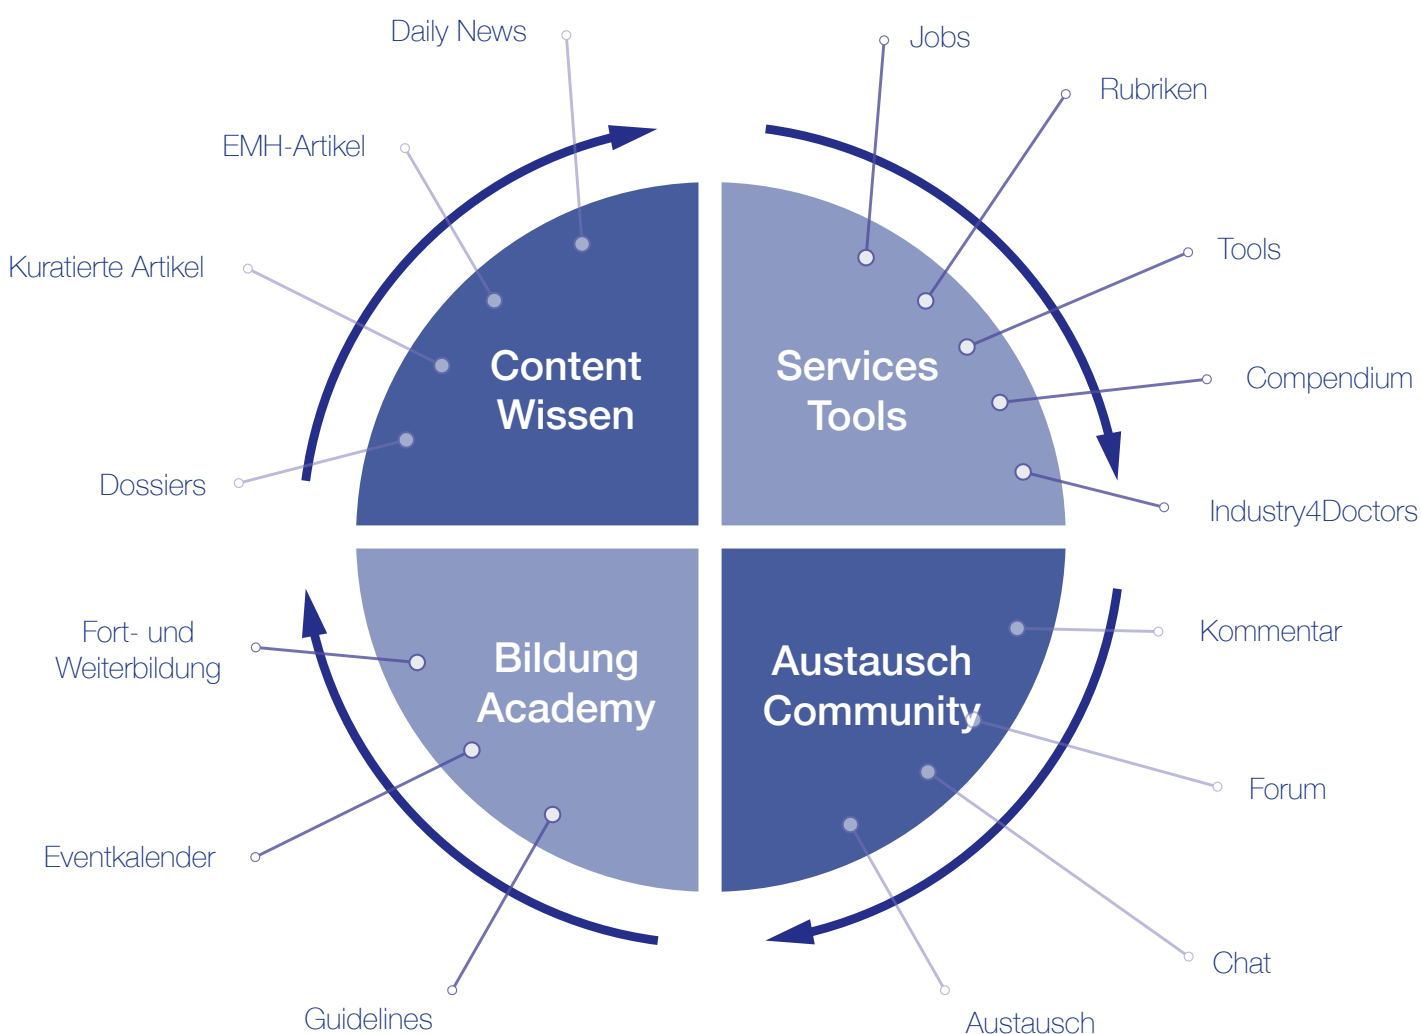 Daily News
Jobs
Rubriken
EMH-Artikel
Tools
Kuratierte Artikel
Content
Wissen
Services
Tools
Compendium
Dossiers
Industry4Doctors
Fort- und
Weiterbildung
Kommentar
Bildung
Academy
Austausch
Community
Forum
Eventkalender
Chat
Guidelines
Austausch